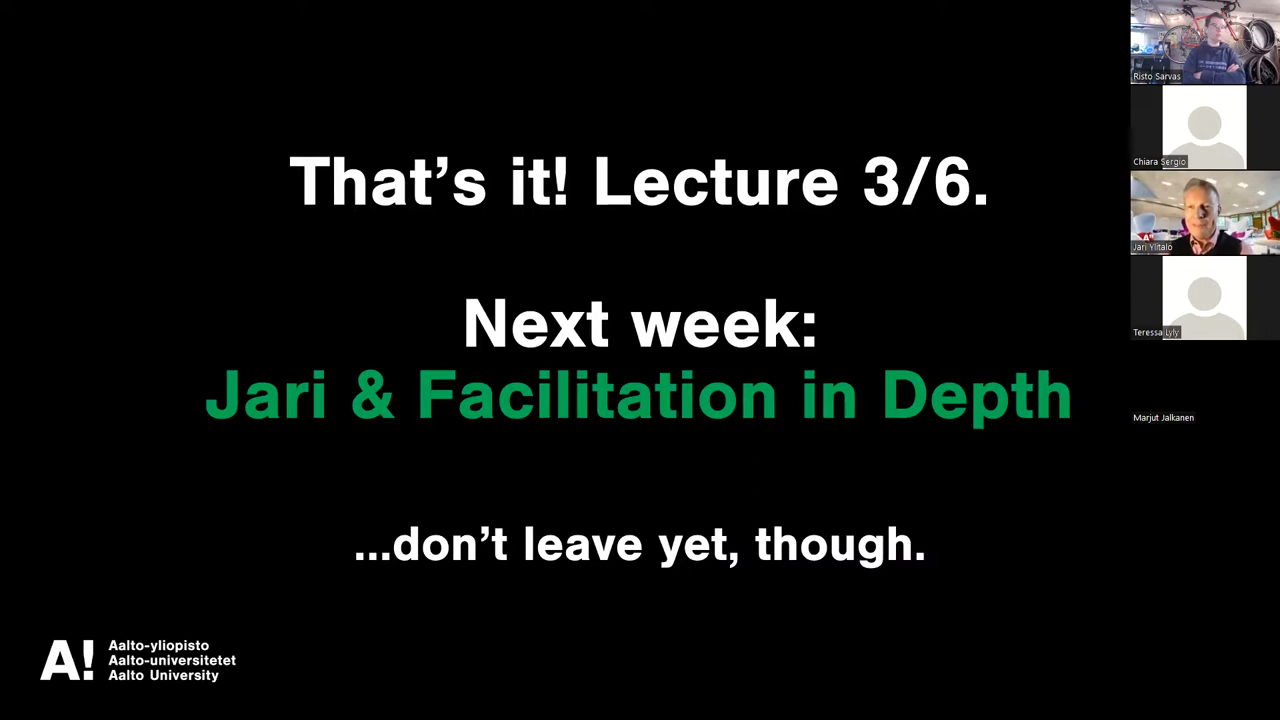 That's it! Lecture 3/6.
Next week:
Jari & Facilitation in Depth
...don't leave yet, though.
A! Aalto-yliopisto
Aalto-universitetet
Aalto University
Risto Sarvas
Chiara Sergio
Jari Ylitalo
Teressa Lyly
Marjut Jalkanen